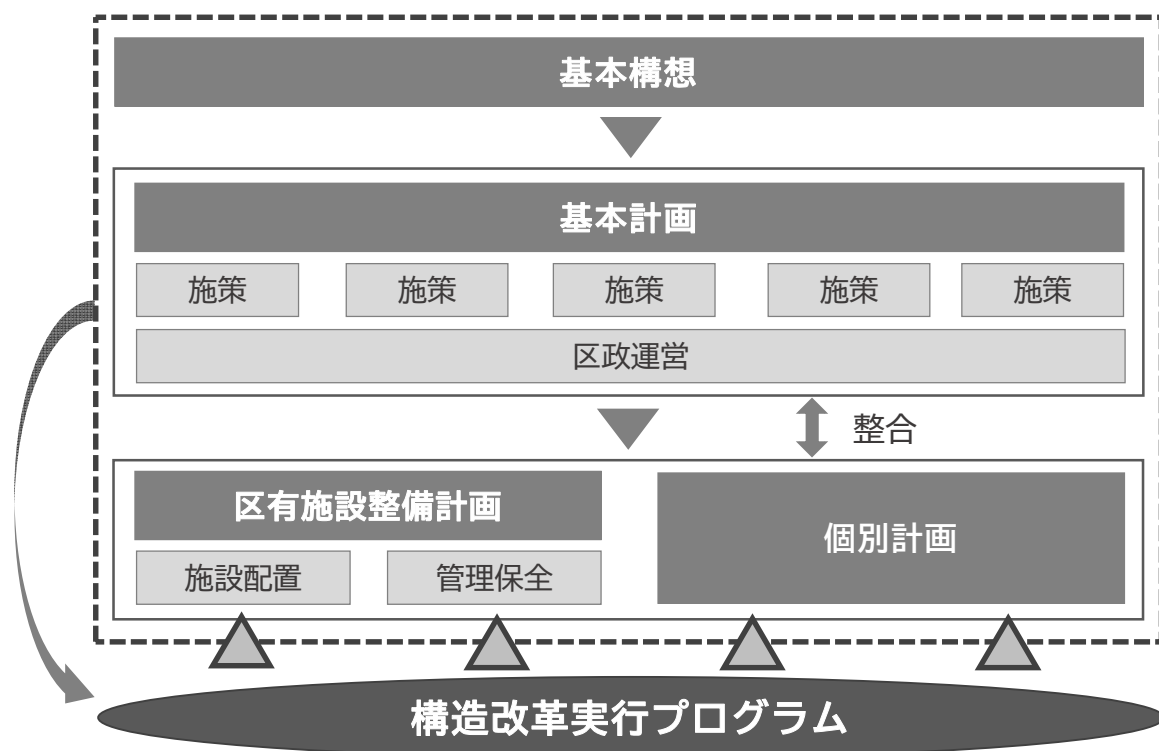 基本構想
基本計画
施策 施策 施策 施策 施策
区政運営
整合
区有施設整備計画
個別計画
施設配置 管理保全
構造改革実行プログラム